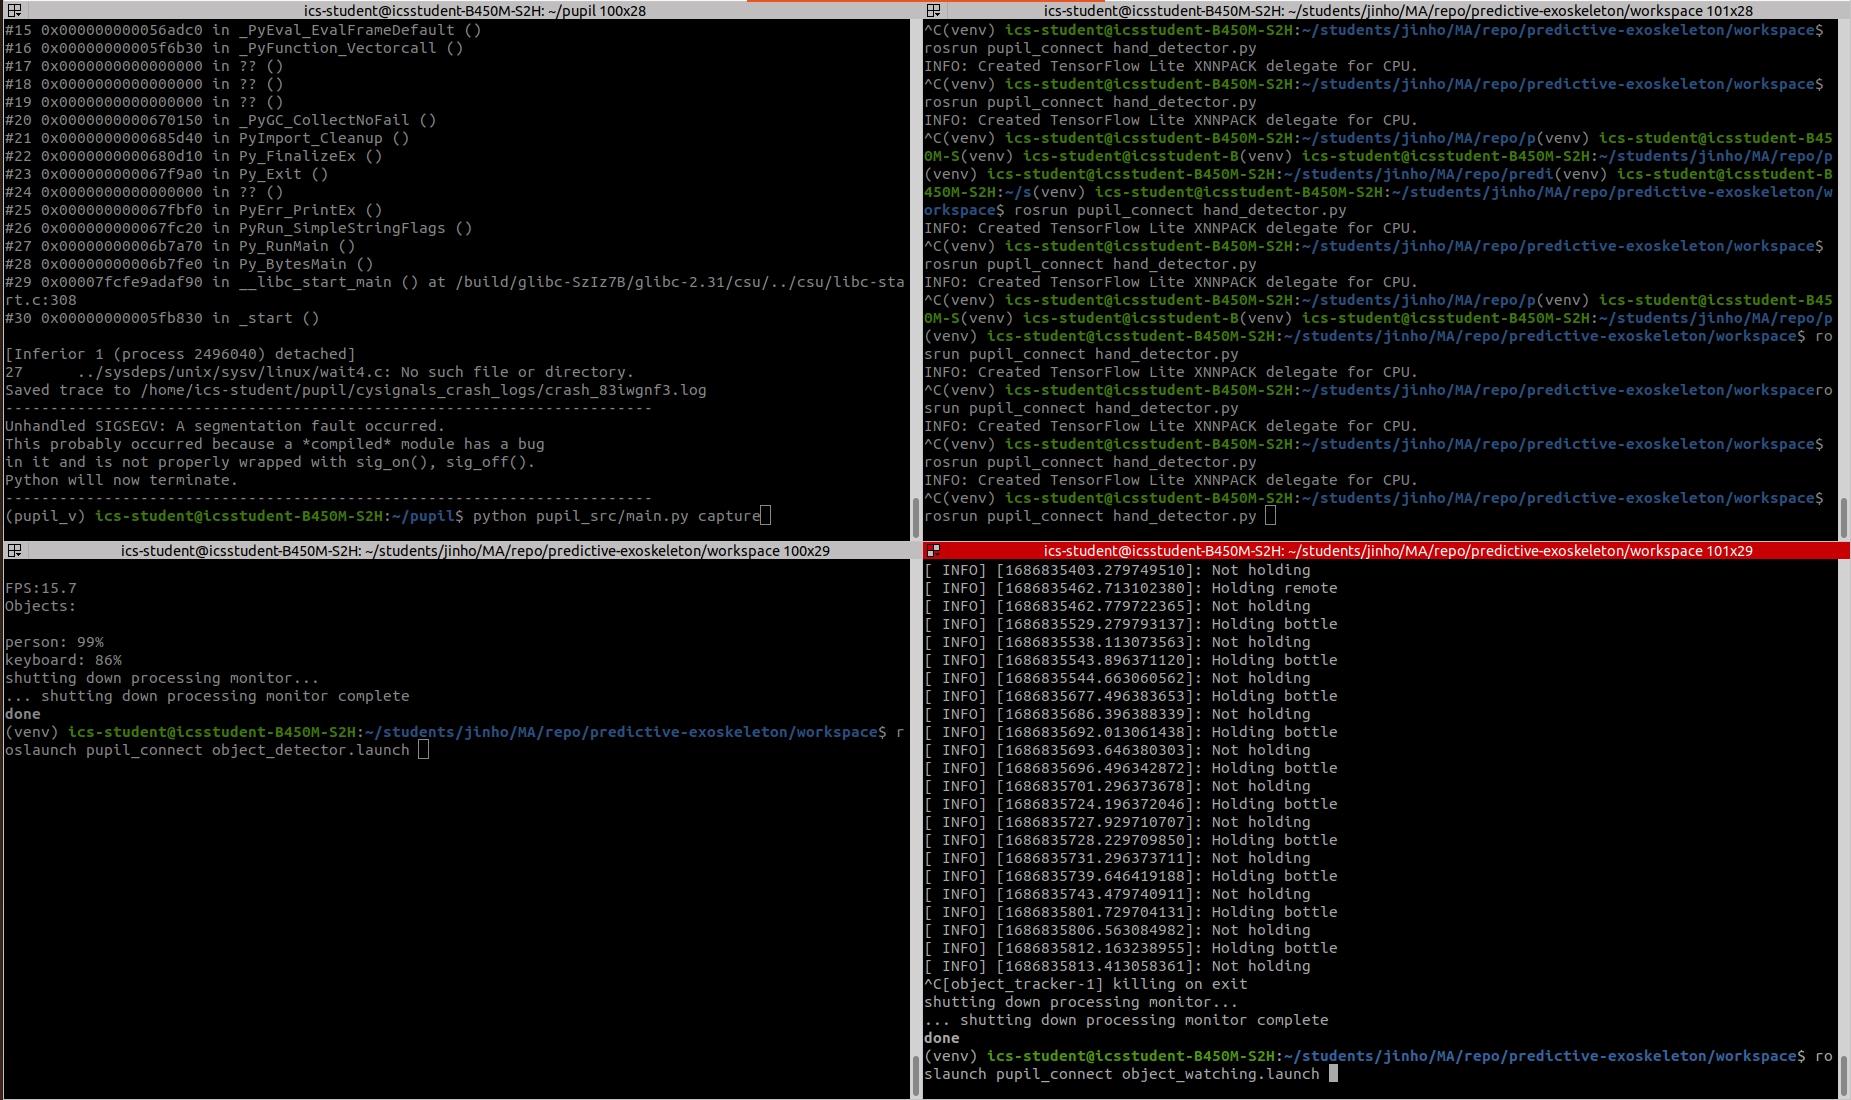 ics-student@icsstudent-B450M-S2H: ~/pupil 100x28
#15 0x000000000056adc0 in _PyEval_EvalFrameDefault ()
#16 0x00000000005f6b30 in _PyFunction_Vectorcall ()
#17 0x0000000000000000 in ?? ()
#18 0x0000000000000000 in ?? ()
#19 0x0000000000000000 in ?? ()
#20 0x0000000000670150 in _PyGC_CollectNoFail ()
#21 0x0000000000685d40 in PyImport_Cleanup ()
#22 0x0000000000680d10 in Py_FinalizeEx ()
#23 0x000000000067f9a0 in Py_Exit ()
#24 0x0000000000000000 in ?? ()
#25 0x000000000067fbf0 in PyErr_PrintEx ()
#26 0x000000000067fc20 in PyRun_SimpleStringFlags ()
#27 0x00000000006b7a70 in Py_RunMain ()
#28 0x00000000006b7fe0 in Py_BytesMain ()
#29 0x00007fcfe9adaf90 in __libc_start_main () at /build/glibc-SzIz7B/glibc-2.31/csu/../csu/libc-sta
rt.c:308
#30 0x00000000005fb830 in _start ()
[Inferior 1 (process 2496040) detached]
27      ../sysdeps/unix/sysv/linux/wait4.c: No such file or directory.
Saved trace to /home/ics-student/pupil/cysignals_crash_logs/crash_83iwgnf3.log
------------------------------------------------------------------------
Unhandled SIGSEGV: A segmentation fault occurred.
This probably occurred because a *compiled* module has a bug
in it and is not properly wrapped with sig_on(), sig_off().
Python will now terminate.
------------------------------------------------------------------------
(pupil_v) ics-student@icsstudent-B450M-S2H:~/pupil$ python pupil_src/main.py capture
ics-student@icsstudent-B450M-S2H: ~/students/jinho/MA/repo/predictive-exoskeleton/workspace 101x28
^C(venv) ics-student@icsstudent-B450M-S2H:~/students/jinho/MA/repo/predictive-exoskeleton/workspace$
rosrun pupil_connect hand_detector.py
INFO: Created TensorFlow Lite XNNPACK delegate for CPU.
^C(venv) ics-student@icsstudent-B450M-S2H:~/students/jinho/MA/repo/predictive-exoskeleton/workspace$
rosrun pupil_connect hand_detector.py
INFO: Created TensorFlow Lite XNNPACK delegate for CPU.
^C(venv) ics-student@icsstudent-B450M-S2H:~/students/jinho/MA/repo/p(venv) ics-student@icsstudent-B45
0M-S(venv) ics-student@icsstudent-B(venv) ics-student@icsstudent-B450M-S2H:~/students/jinho/MA/repo/p
(venv) ics-student@icsstudent-B450M-S2H:~/students/jinho/MA/repo/predi(venv) ics-student@icsstudent-B
450M-S2H:~/s(venv) ics-student@icsstudent-B450M-S2H:~/students/jinho/MA/repo/predictive-exoskeleton/w
orkspace$ rosrun pupil_connect hand_detector.py
INFO: Created TensorFlow Lite XNNPACK delegate for CPU.
^C(venv) ics-student@icsstudent-B450M-S2H:~/students/jinho/MA/repo/predictive-exoskeleton/workspace$
rosrun pupil_connect hand_detector.py
INFO: Created TensorFlow Lite XNNPACK delegate for CPU.
^C(venv) ics-student@icsstudent-B450M-S2H:~/students/jinho/MA/repo/p(venv) ics-student@icsstudent-B45
0M-S(venv) ics-student@icsstudent-B(venv) ics-student@icsstudent-B450M-S2H:~/students/jinho/MA/repo/p
(venv) ics-student@icsstudent-B450M-S2H:~/students/jinho/MA/repo/predictive-exoskeleton/workspace$ ro
srun pupil_connect hand_detector.py
INFO: Created TensorFlow Lite XNNPACK delegate for CPU.
^C(venv) ics-student@icsstudent-B450M-S2H:~/students/jinho/MA/repo/predictive-exoskeleton/workspacero
srun pupil_connect hand_detector.py
INFO: Created TensorFlow Lite XNNPACK delegate for CPU.
^C(venv) ics-student@icsstudent-B450M-S2H:~/students/jinho/MA/repo/predictive-exoskeleton/workspace$
rosrun pupil_connect hand_detector.py
INFO: Created TensorFlow Lite XNNPACK delegate for CPU.
^C(venv) ics-student@icsstudent-B450M-S2H:~/students/jinho/MA/repo/predictive-exoskeleton/workspace$
rosrun pupil_connect hand_detector.py
ics-student@icsstudent-B450M-S2H: ~/students/jinho/MA/repo/predictive-exoskeleton/workspace 100x29
FPS:15.7
Objects:
person: 99%
keyboard: 86%
shutting down processing monitor...
... shutting down processing monitor complete
done
(venv) ics-student@icsstudent-B450M-S2H:~/students/jinho/MA/repo/predictive-exoskeleton/workspace$ r
oslaunch pupil_connect object_detector.launch
ics-student@icsstudent-B450M-S2H: ~/students/jinho/MA/repo/predictive-exoskeleton/workspace 101x29
[ INFO] [1686835403.279749510]: Not holding
[ INFO] [1686835462.713102380]: Holding remote
[ INFO] [1686835462.779722365]: Not holding
[ INFO] [1686835529.279793137]: Holding bottle
[ INFO] [1686835538.113073563]: Not holding
[ INFO] [1686835543.896371120]: Holding bottle
[ INFO] [1686835544.663060562]: Not holding
[ INFO] [1686835677.496383653]: Holding bottle
[ INFO] [1686835686.396388339]: Not holding
[ INFO] [1686835692.013061438]: Holding bottle
[ INFO] [1686835693.646380303]: Not holding
[ INFO] [1686835696.496342872]: Holding bottle
[ INFO] [1686835701.296373678]: Not holding
[ INFO] [1686835724.196372046]: Holding bottle
[ INFO] [1686835727.929710707]: Not holding
[ INFO] [1686835728.229709850]: Holding bottle
[ INFO] [1686835731.296373711]: Not holding
[ INFO] [1686835739.646419188]: Holding bottle
[ INFO] [1686835743.479740911]: Not holding
[ INFO] [1686835801.729704131]: Holding bottle
[ INFO] [1686835806.563084982]: Not holding
[ INFO] [1686835812.163238955]: Holding bottle
[ INFO] [1686835813.413058361]: Not holding
^C[object_tracker-1] killing on exit
shutting down processing monitor...
... shutting down processing monitor complete
done
(venv) ics-student@icsstudent-B450M-S2H:~/students/jinho/MA/repo/predictive-exoskeleton/workspace$ ro
slaunch pupil_connect object_watching.launch